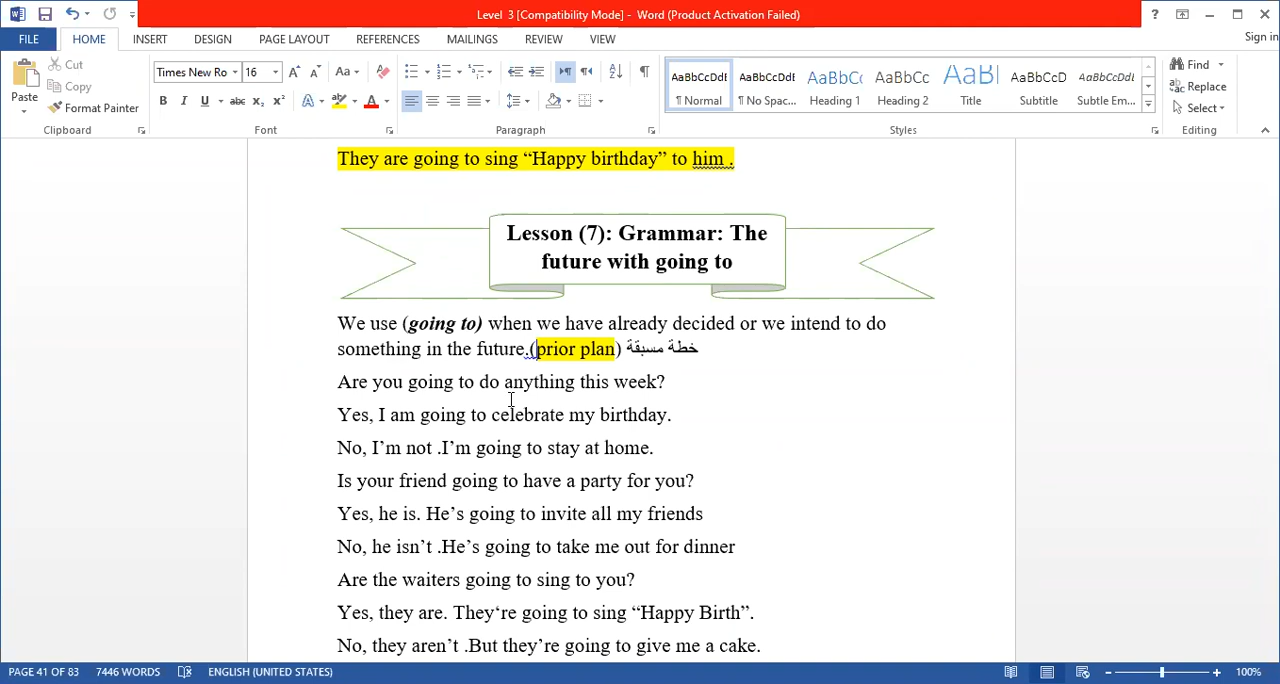 Level 3 [Compatibility Mode] - Word (Product Activation Failed)
FILE HOME INSERT DESIGN PAGE LAYOUT REFERENCES MAILINGS REVIEW VIEW Sign in
Paste Cut Copy Format Painter Clipboard
Times New Ro 16 Font
Paragraph
AaBbCcDdI ¶ Normal AaBbCcDdI ¶ No Spac... AaBbCc Heading 1 AaBbCc Heading 2 AaBl Title AaBbCcD Subtitle AaBbCcDdI Subtle Em... Styles
Find Replace Select Editing
They are going to sing “Happy birthday” to him .
Lesson (7): Grammar: The
future with going to
We use (going to) when we have already decided or we intend to do
something in the future.(prior plan) خطة مسبقة
Are you going to do anything this week?
Yes, I am going to celebrate my birthday.
No, I’m not .I’m going to stay at home.
Is your friend going to have a party for you?
Yes, he is. He’s going to invite all my friends
No, he isn’t .He’s going to take me out for dinner
Are the waiters going to sing to you?
Yes, they are. They‘re going to sing “Happy Birth”.
No, they aren’t .But they’re going to give me a cake.
PAGE 41 OF 83 7446 WORDS ENGLISH (UNITED STATES) 100%